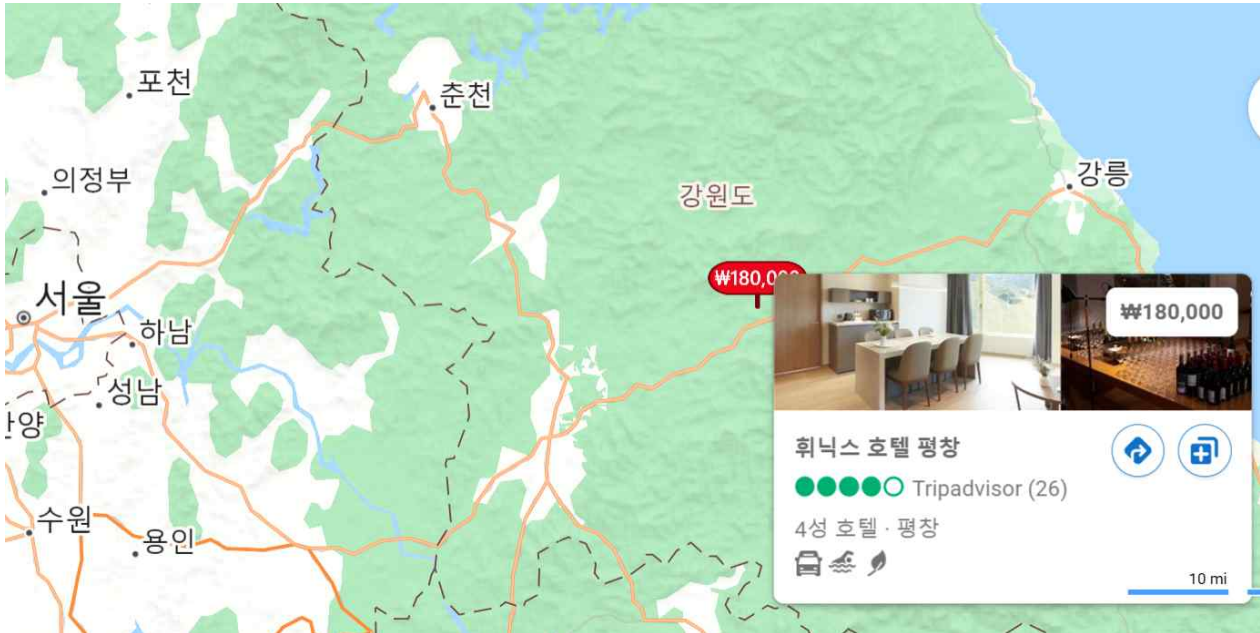 포천
춘천
의정부
강원도
강릉
₩180,000
서울
₩180,000
하남
성남
휘닉스 호텔 평창
Tripadvisor (26)
4성 호텔 · 평창
수원
용인
10 mi